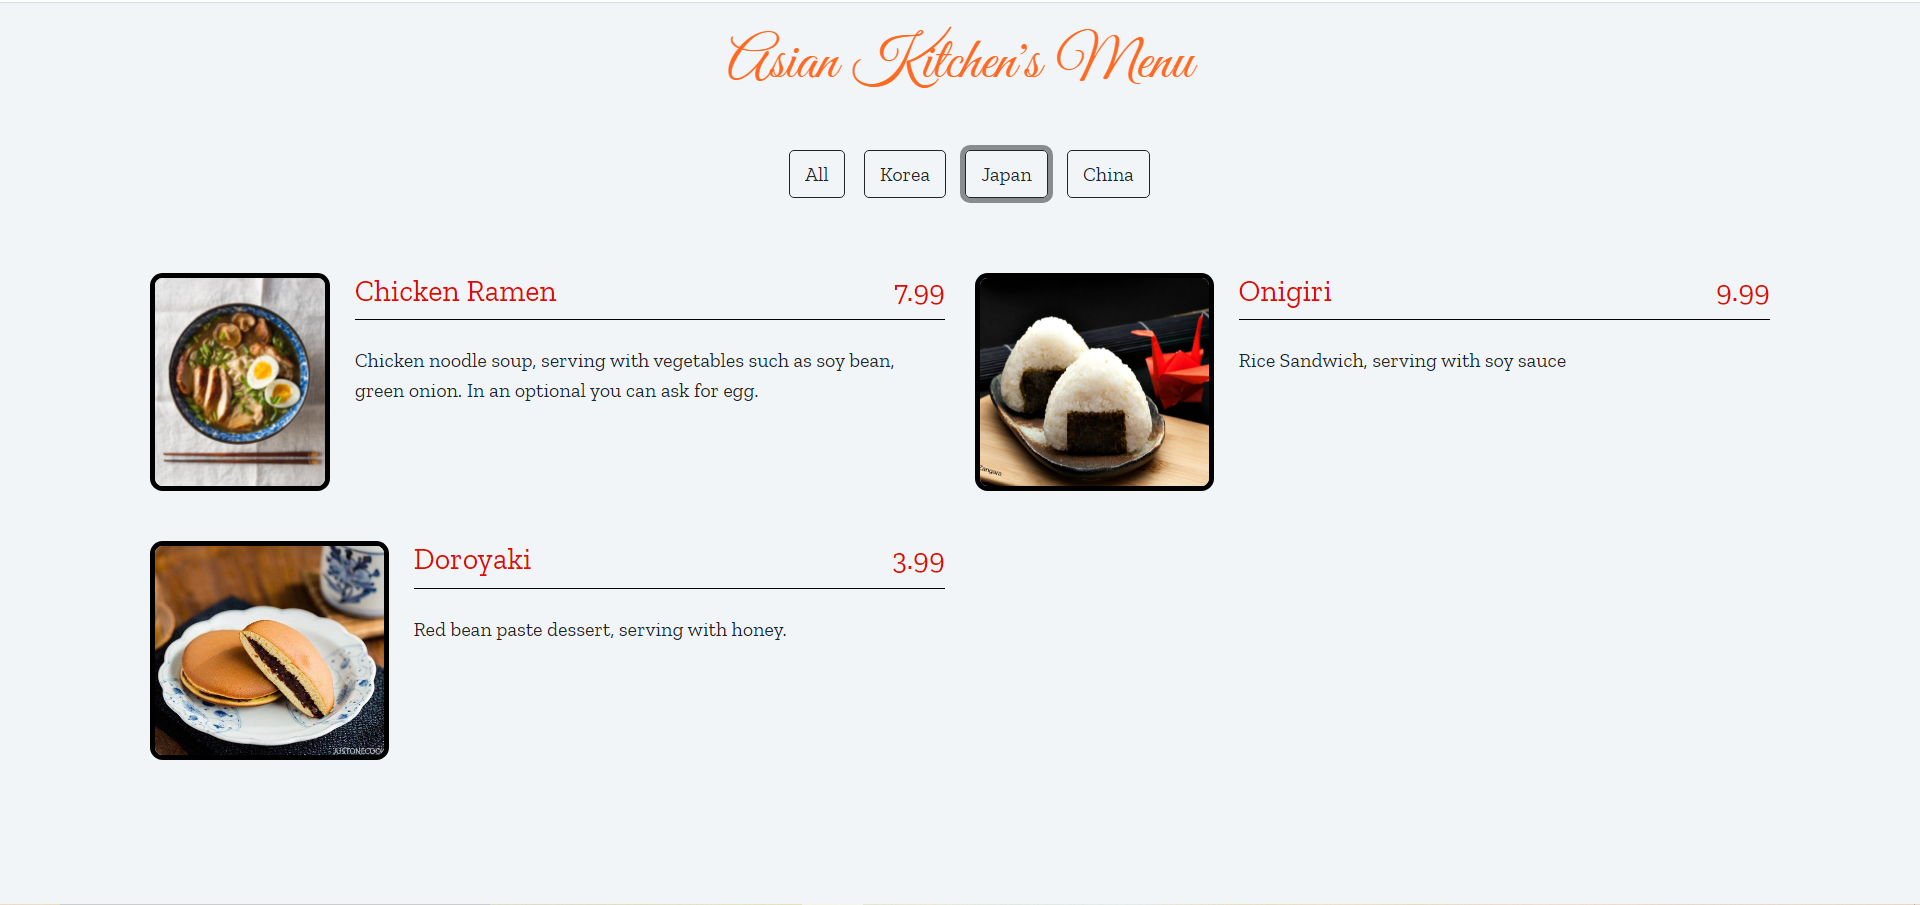 Asian Kitchen's Menu
All
Korea
Japan
China
Chicken Ramen
7.99
Chicken noodle soup, serving with vegetables such as soy bean,
green onion. In an optional you can ask for egg.
Onigiri
9.99
Rice Sandwich, serving with soy sauce
Doroyaki
3.99
Red bean paste dessert, serving with honey.